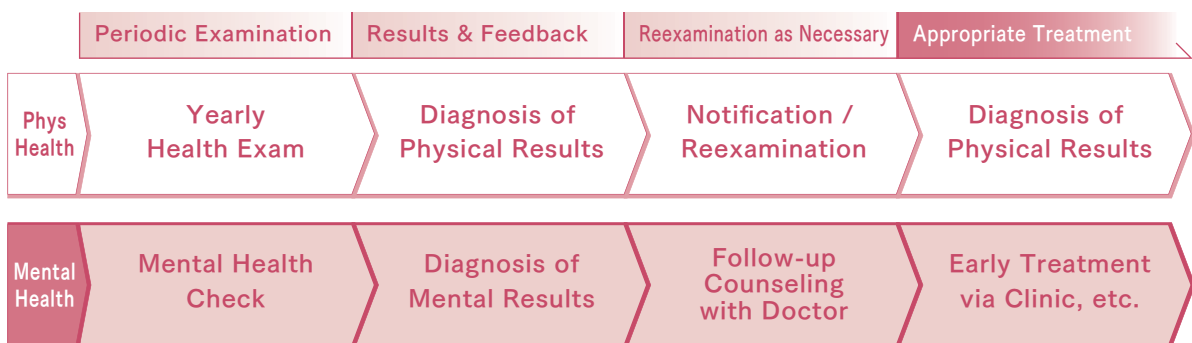 Periodic Examination
Results & Feedback
Reexamination as Necessary
Appropriate Treatment
Phys
Health
Yearly
Health Exam
Diagnosis of
Physical Results
Notification /
Reexamination
Diagnosis of
Physical Results
Mental
Health
Mental Health
Check
Diagnosis of
Mental Results
Follow-up
Counseling
with Doctor
Early Treatment
via Clinic, etc.